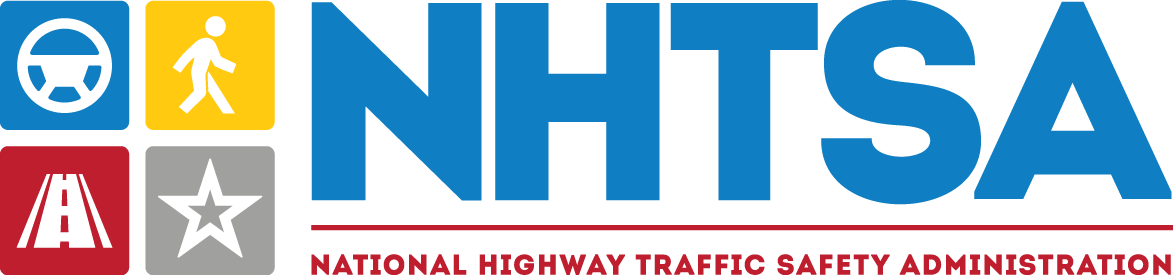 NHTSA
NATIONAL HIGHWAY TRAFFIC SAFETY ADMINISTRATION